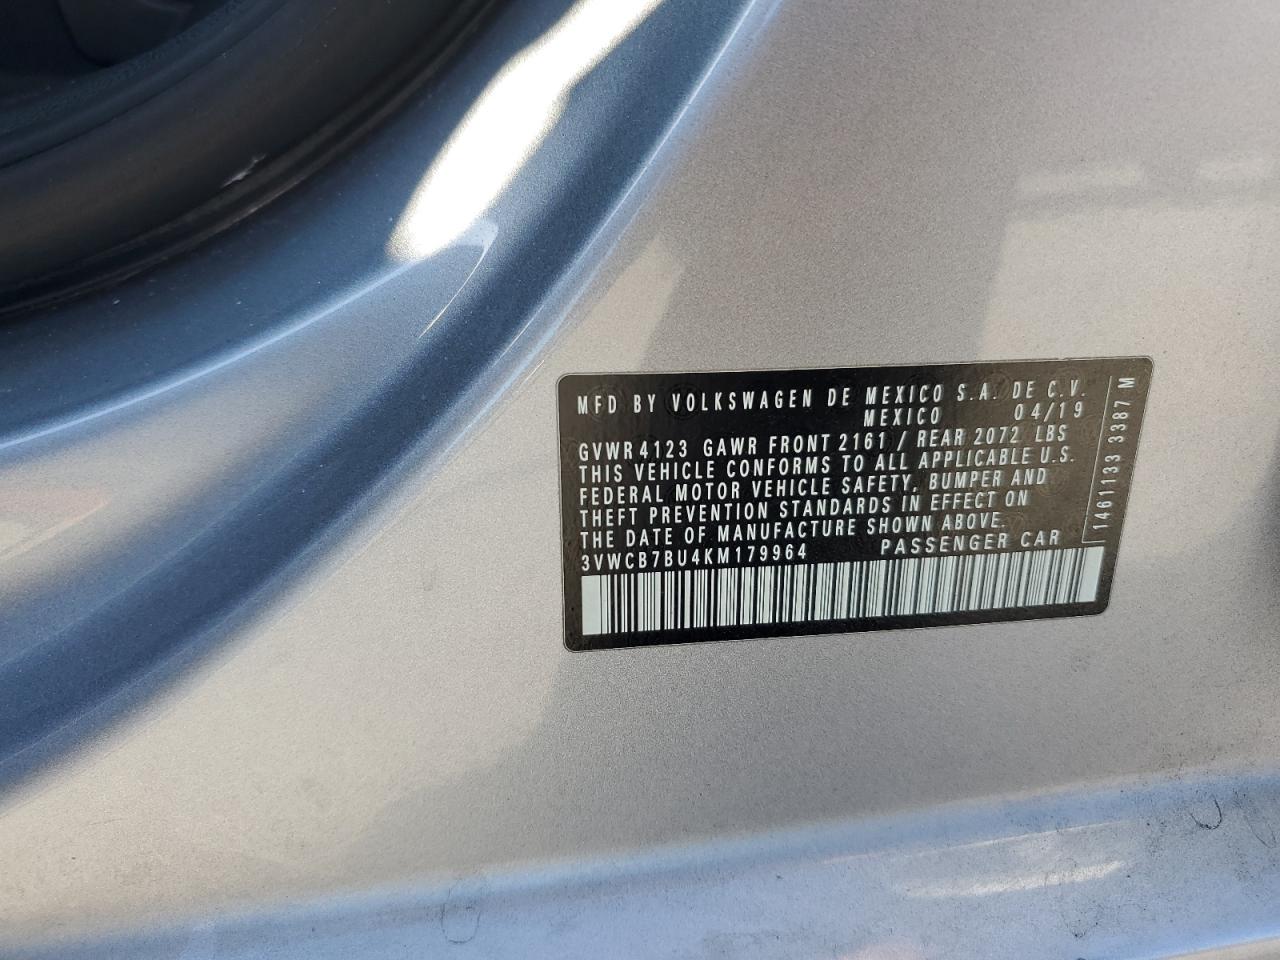 MFD BY VOLKSWAGEN DE MEXICO S.A. DE C.V.
MEXICO 04/19
GVWR 4123 GAWR FRONT 2161 / REAR 2072 LBS
THIS VEHICLE CONFORMS TO ALL APPLICABLE U.S.
FEDERAL MOTOR VEHICLE SAFETY, BUMPER AND
THEFT PREVENTION STANDARDS IN EFFECT ON
THE DATE OF MANUFACTURE SHOWN ABOVE.
3VWCB7BU4KM179964 PASSENGER CAR
1461133 3387 M